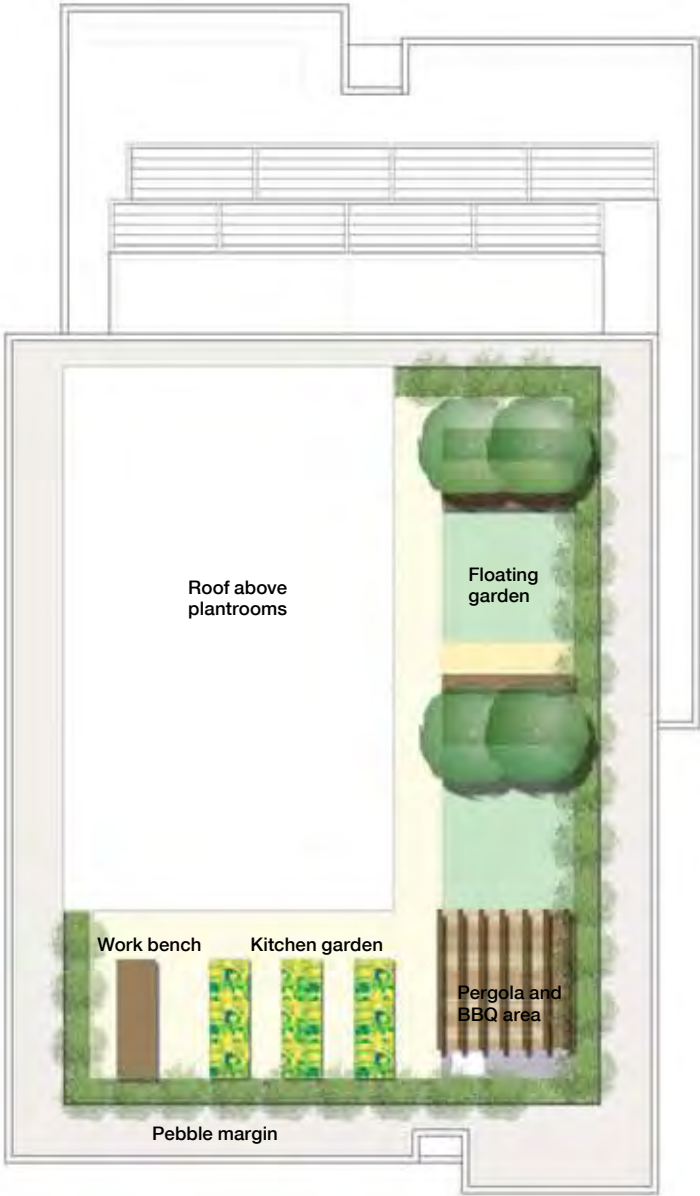 Roof above
plantrooms
Floating
garden
Work bench
Kitchen garden
Pergola and
BBQ area
Pebble margin